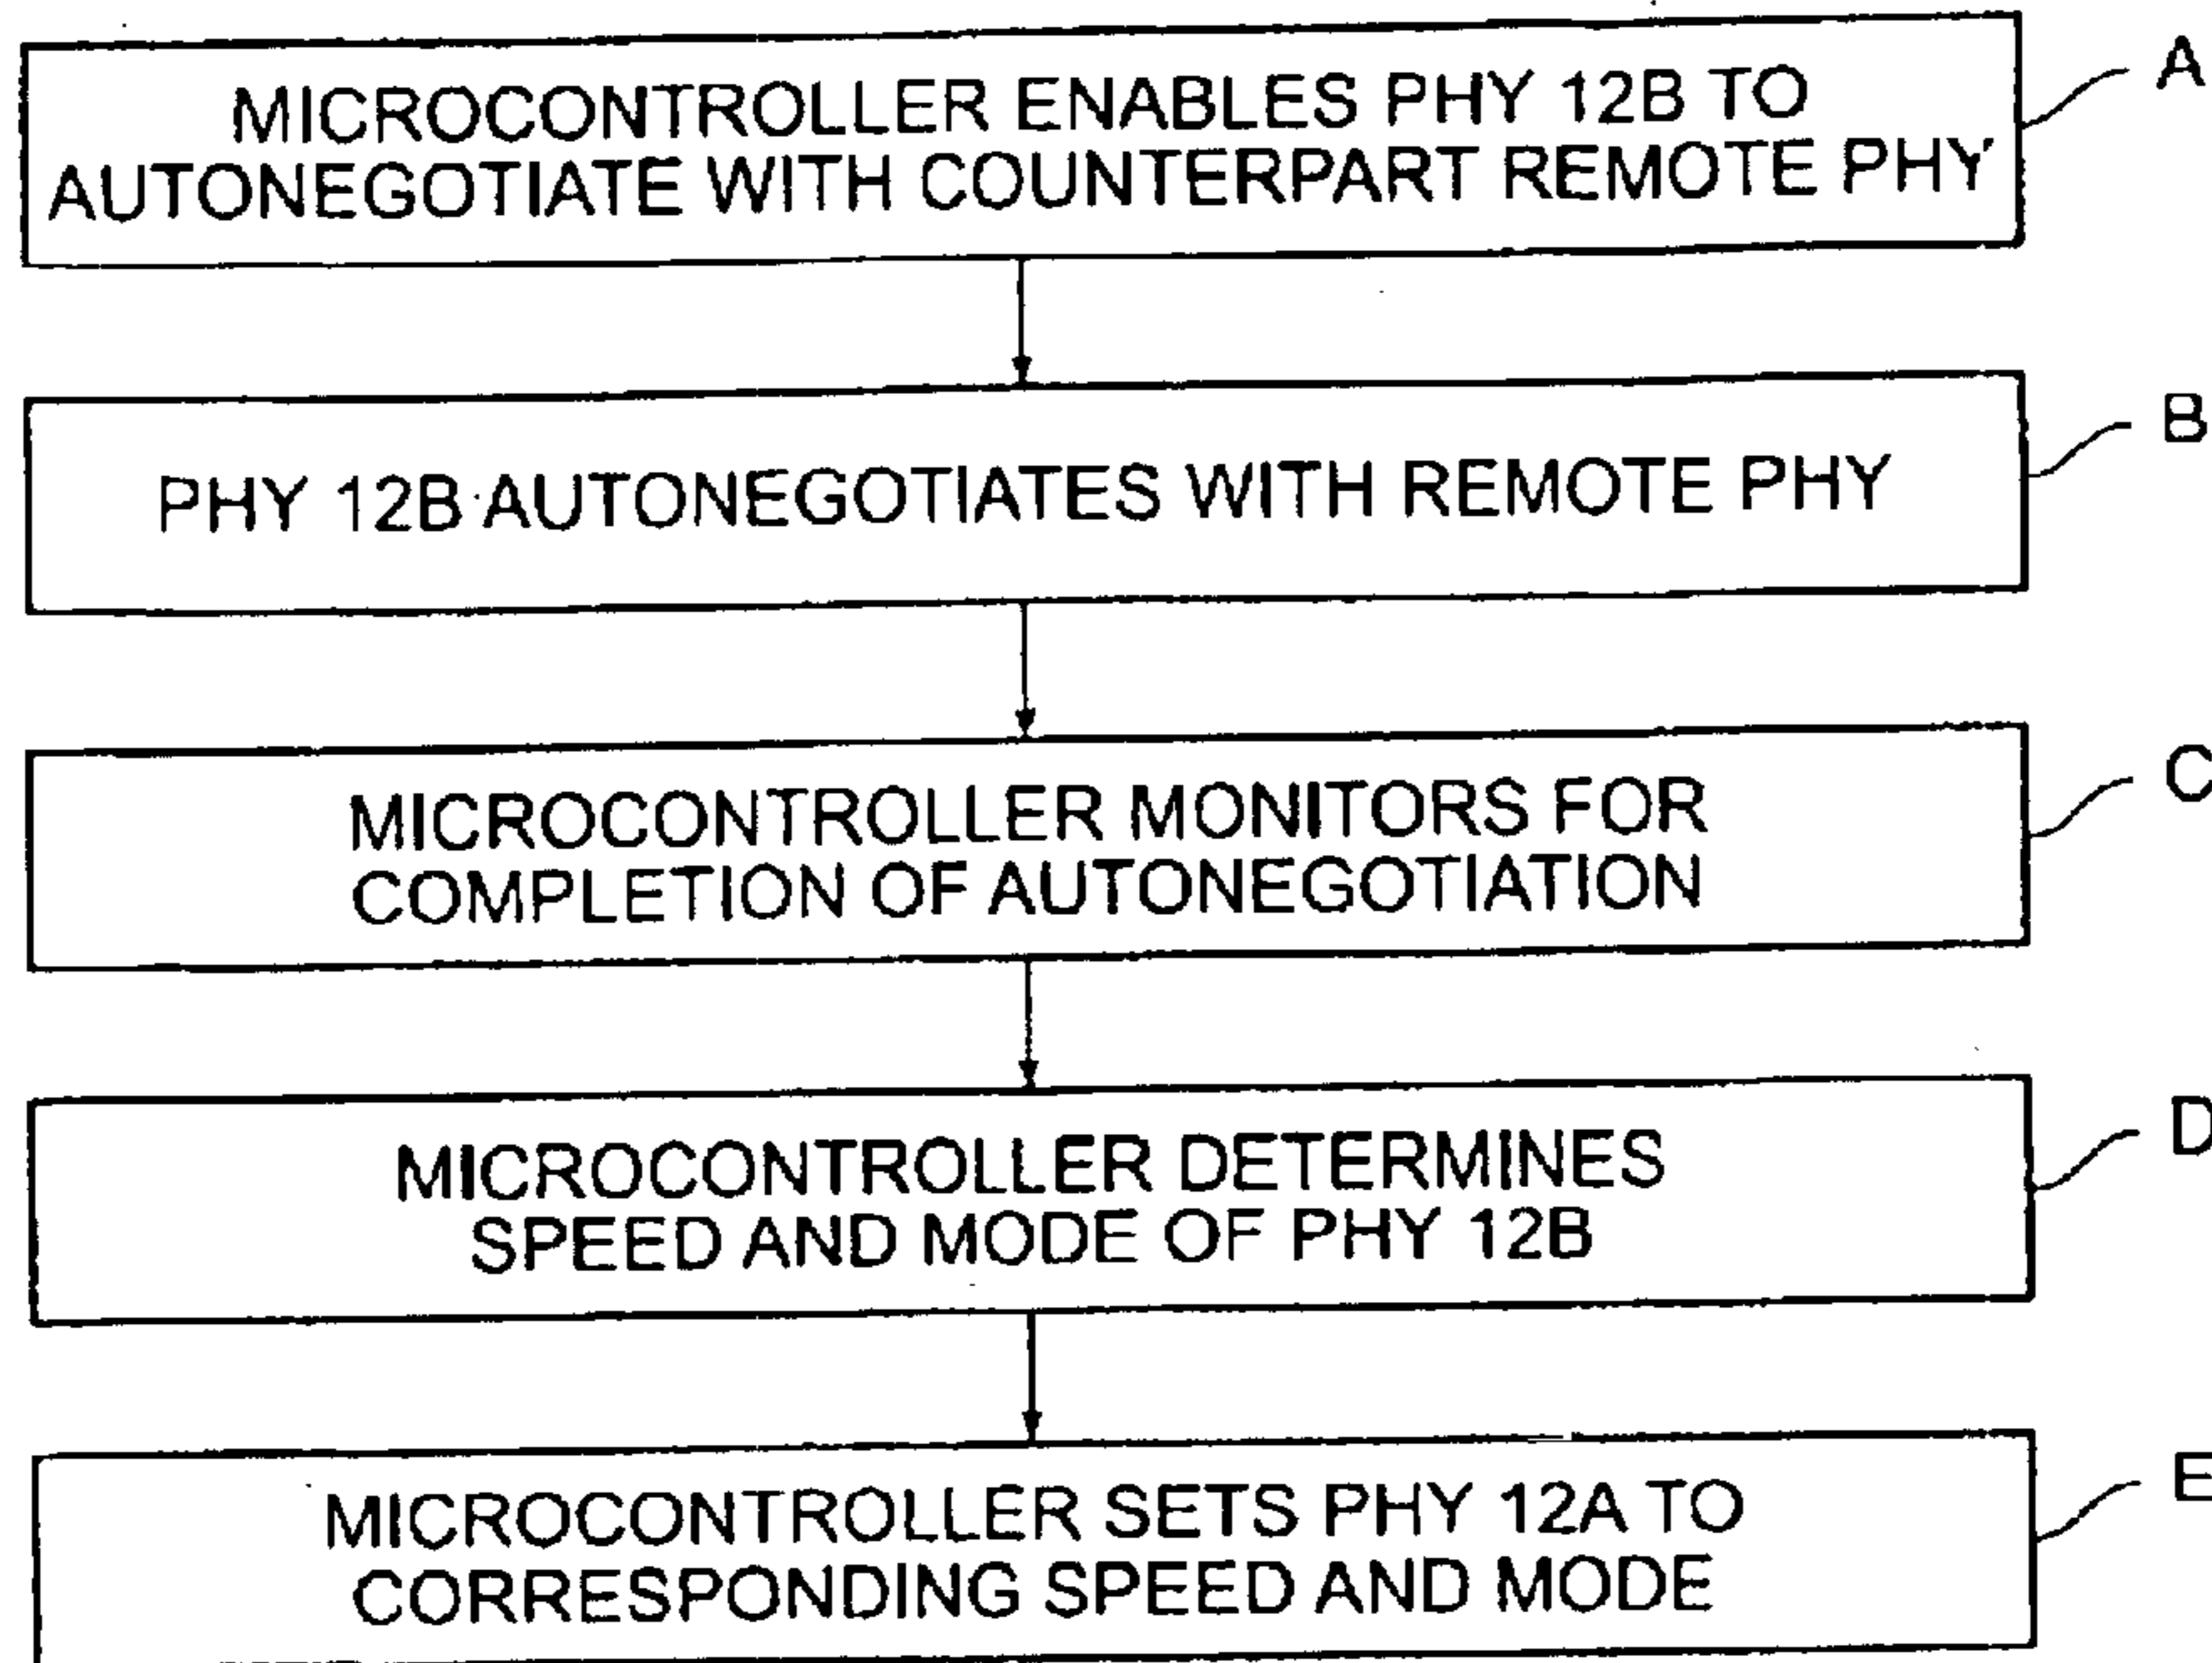 MICROCONTROLLER ENABLES PHY 12B TO
AUTONEGOTIATE WITH COUNTERPART REMOTE PHY
A
PHY 12B AUTONEGOTIATES WITH REMOTE PHY
B
MICROCONTROLLER MONITORS FOR
COMPLETION OF AUTONEGOTIATION
C
MICROCONTROLLER DETERMINES
SPEED AND MODE OF PHY 12B
D
MICROCONTROLLER SETS PHY 12A TO
CORRESPONDING SPEED AND MODE
E